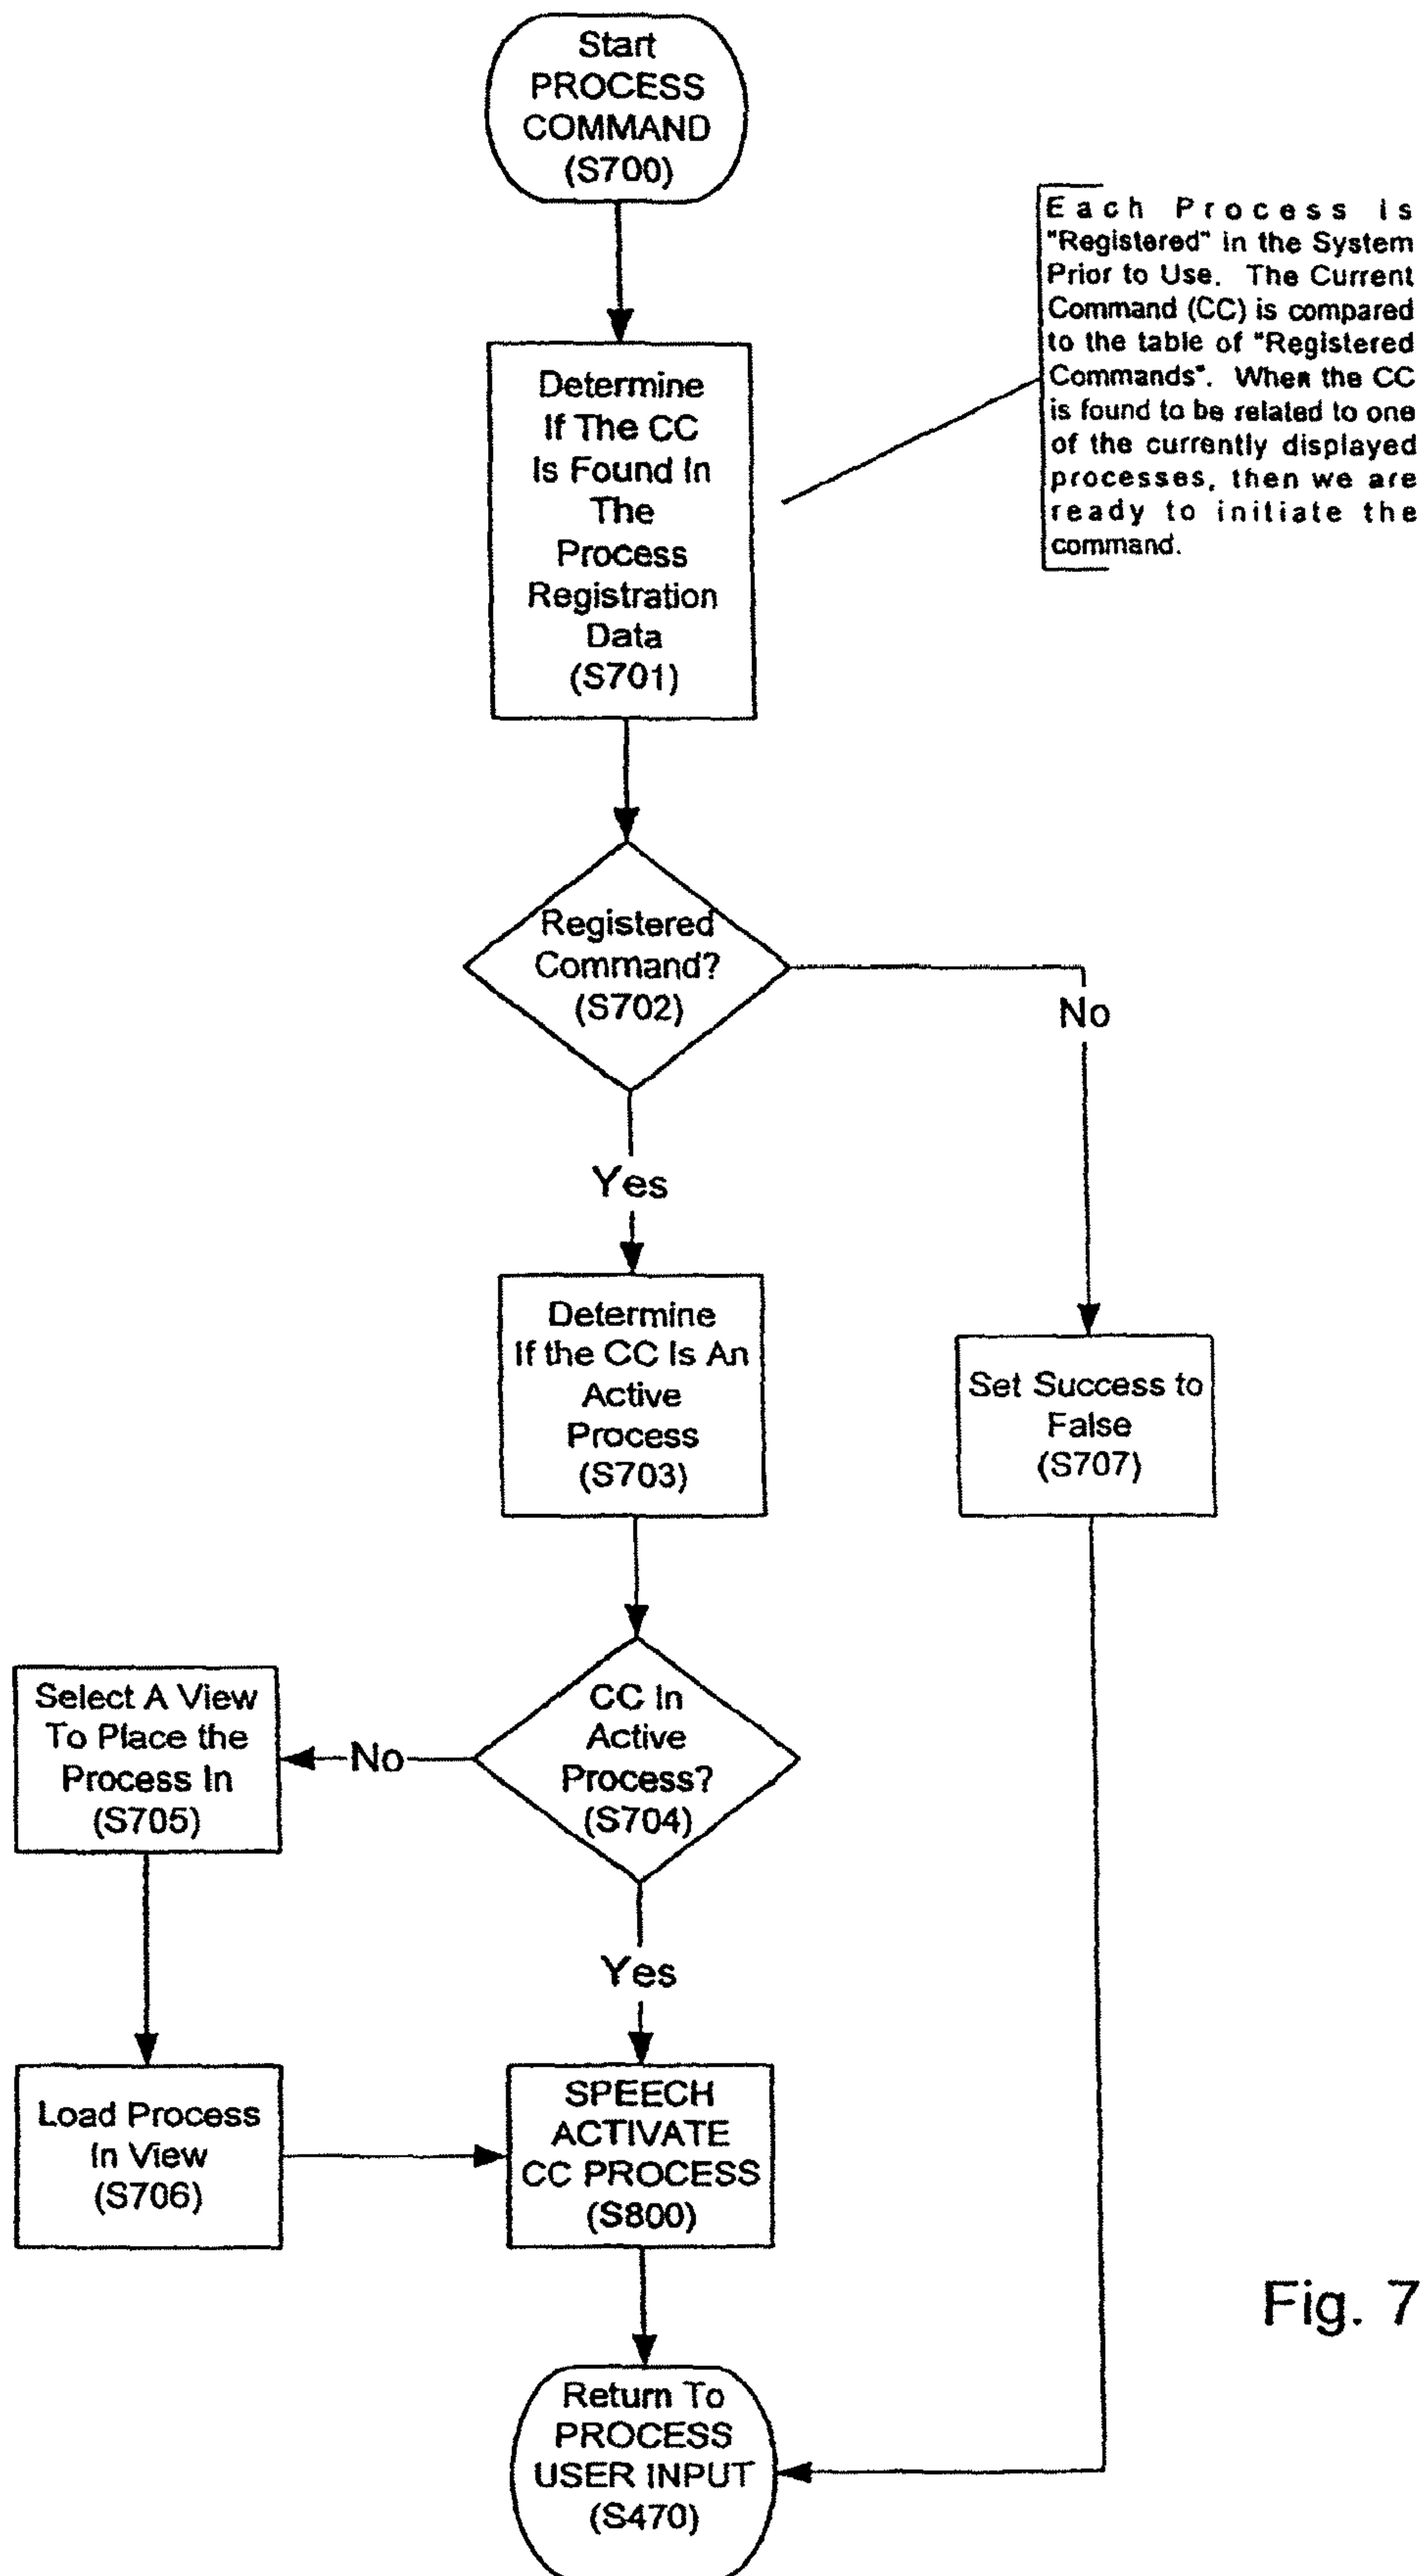 Start
PROCESS
COMMAND
(S700)
Each Process is
"Registered" in the System
Prior to Use. The Current
Command (CC) is compared
to the table of "Registered
Commands". When the CC
is found to be related to one
of the currently displayed
processes, then we are
ready to initiate the
command.
Determine
If The CC
Is Found In
The
Process
Registration
Data
(S701)
Registered
Command?
(S702)
No
Yes
Determine
If the CC Is An
Active
Process
(S703)
Set Success to
False
(S707)
CC In
Active
Process?
(S704)
No
Select A View
To Place the
Process In
(S705)
Yes
Load Process
In View
(S706)
SPEECH
ACTIVATE
CC PROCESS
(S800)
Return To
PROCESS
USER INPUT
(S470)
Fig. 7